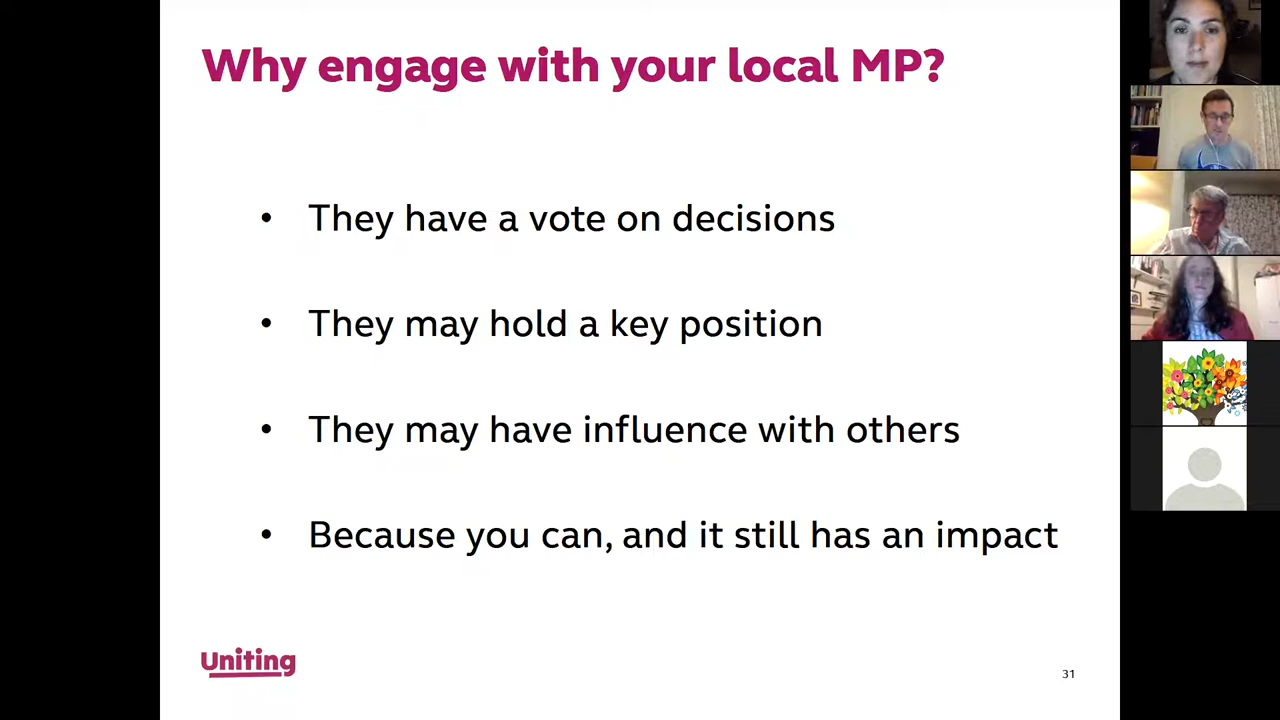 Why engage with your local MP?
• They have a vote on decisions
• They may hold a key position
• They may have influence with others
• Because you can, and it still has an impact
Uniting
31